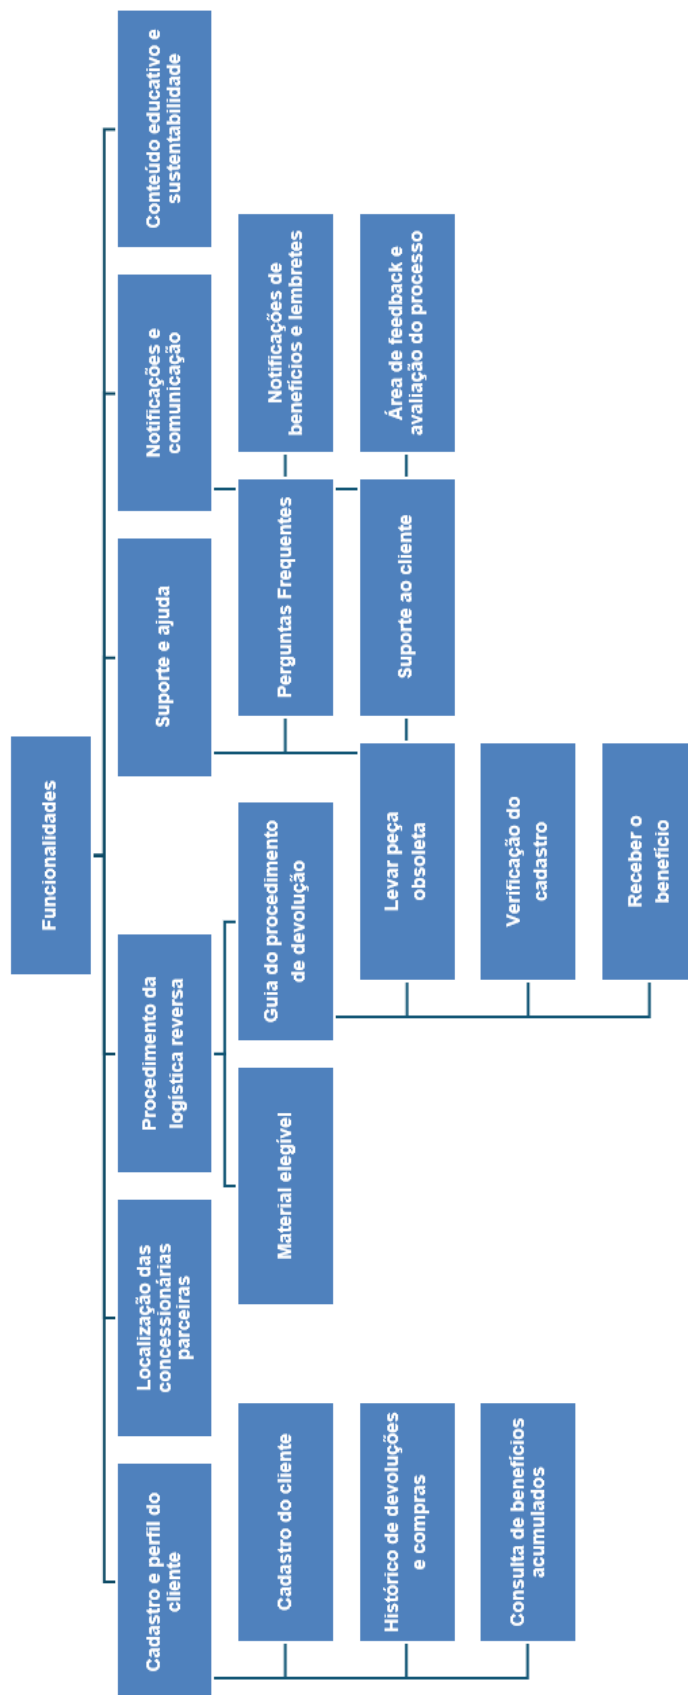 Funcionalidades
Cadastro e perfil do
cliente
Localização das
concessionárias
parceiras
Procedimento da
logística reversa
Suporte e ajuda
Notificações e
comunicação
Conteúdo educativo e
sustentabilidade
Cadastro do cliente
Histórico de devoluções
e compras
Consulta de benefícios
acumulados
Material elegível
Guia do procedimento
de devolução
Levar peça
obsoleta
Verificação do
cadastro
Receber o
benefício
Perguntas Frequentes
Suporte ao cliente
Notificações de
benefícios e lembretes
Área de feedback e
avaliação do processo